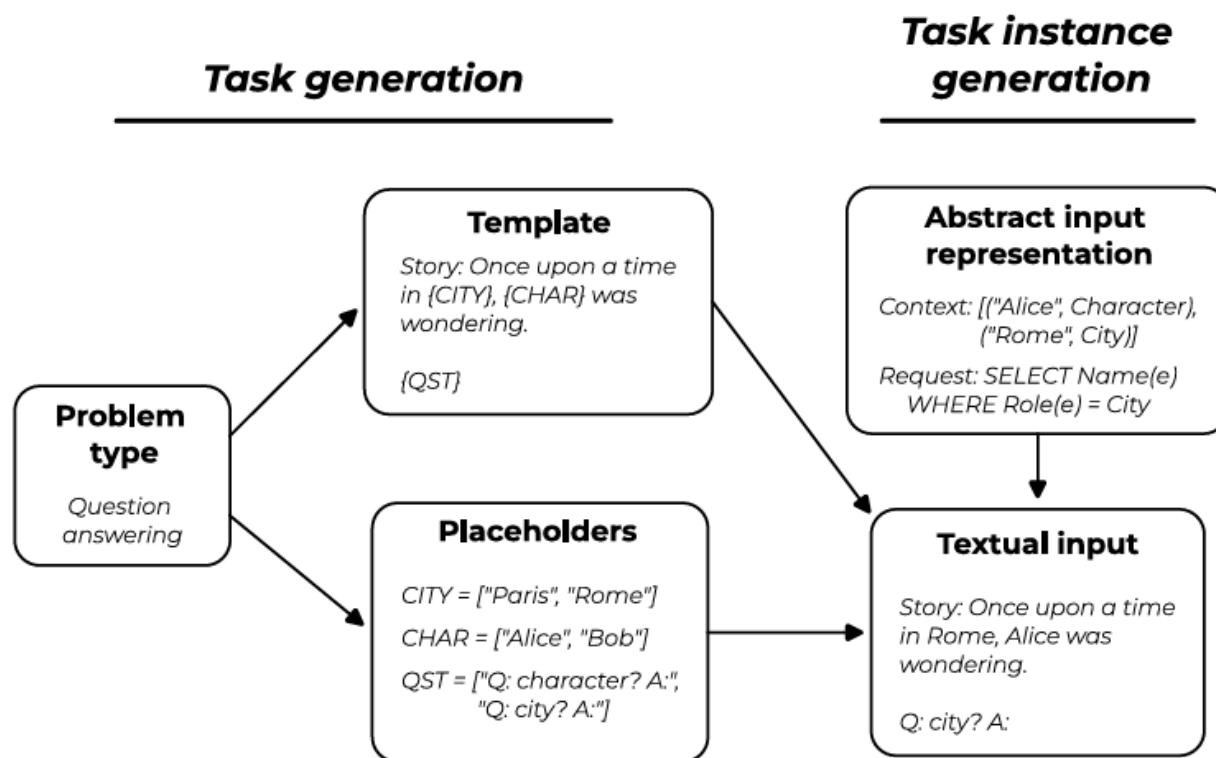 Task generation
Task instance
generation
Problem
type
Question
answering
Template
Story: Once upon a time
in {CITY}, {CHAR} was
wondering.
{QST}
Placeholders
CITY = ["Paris", "Rome"]
CHAR = ["Alice", "Bob"]
QST = ["Q: character? A:",
"Q: city? A:"]
Abstract input
representation
Context: [("Alice", Character),
("Rome", City)]
Request: SELECT Name(e)
WHERE Role(e) = City
Textual input
Story: Once upon a time
in Rome, Alice was
wondering.
Q: city? A: